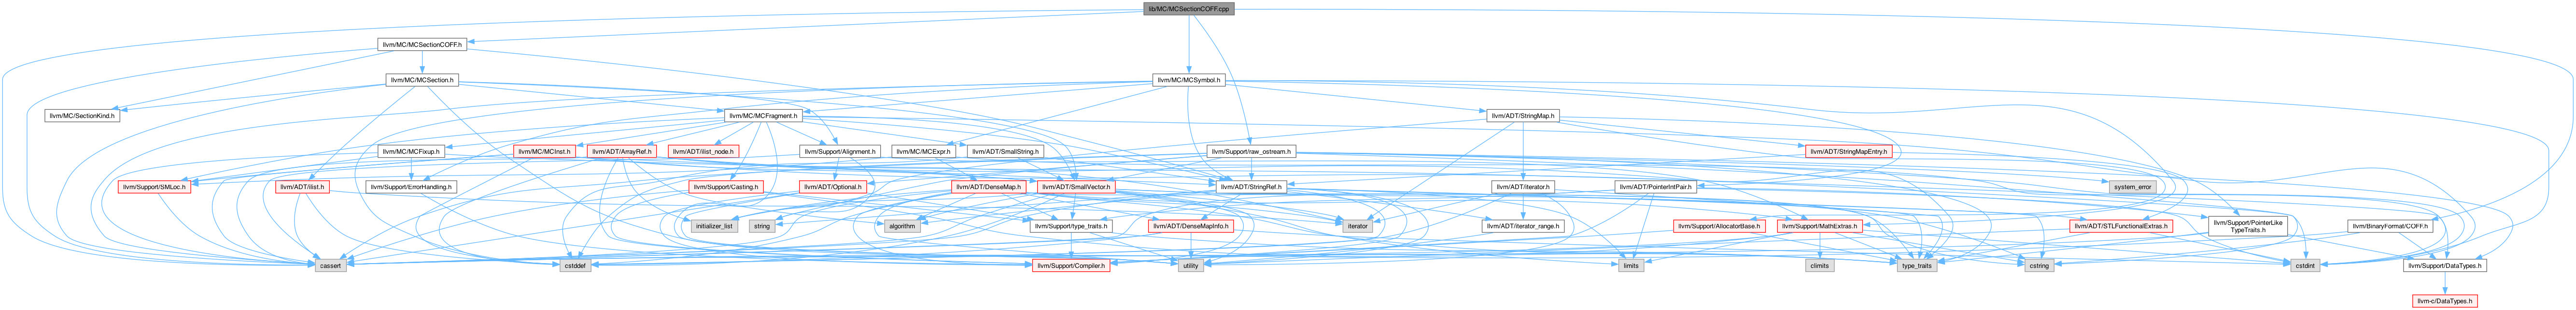 lib/MC/MCSectionCOFF.cpp
llvm/MC/MCSectionCOFF.h
llvm/MC/MCSection.h
llvm/MC/MCSymbol.h
llvm/MC/SectionKind.h
llvm/MC/MCFragment.h
llvm/ADT/StringMap.h
llvm/MC/MCFixup.h
llvm/MC/MCInst.h
llvm/ADT/ArrayRef.h
llvm/ADT/ilist_node.h
llvm/Support/Alignment.h
llvm/MC/MCExpr.h
llvm/ADT/SmallString.h
llvm/Support/raw_ostream.h
llvm/ADT/StringMapEntry.h
llvm/Support/SMLoc.h
llvm/ADT/ilist.h
llvm/Support/ErrorHandling.h
llvm/Support/Casting.h
llvm/ADT/Optional.h
llvm/ADT/DenseMap.h
llvm/ADT/SmallVector.h
llvm/ADT/StringRef.h
llvm/ADT/iterator.h
llvm/ADT/PointerIntPair.h
system_error
initializer_list
string
algorithm
llvm/Support/type_traits.h
llvm/ADT/DenseMapInfo.h
iterator
llvm/ADT/iterator_range.h
llvm/Support/AllocatorBase.h
llvm/Support/MathExtras.h
llvm/ADT/STLFunctionalExtras.h
llvm/Support/PointerLike
TypeTraits.h
llvm/BinaryFormat/COFF.h
cassert
cstddef
llvm/Support/Compiler.h
utility
limits
climits
type_traits
cstring
cstdint
llvm/Support/DataTypes.h
llvm-c/DataTypes.h